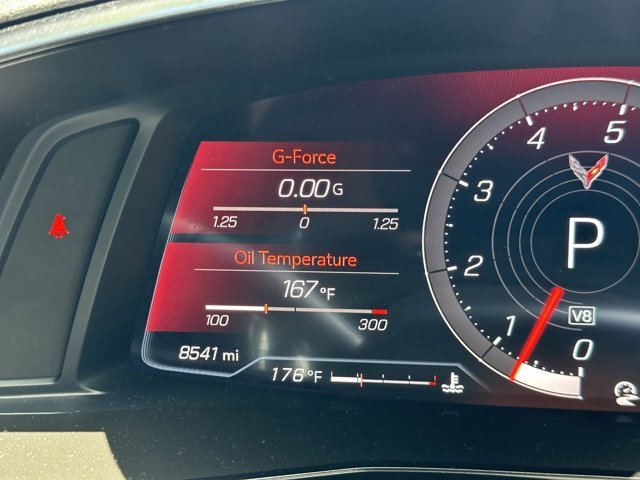 G-Force
0.00 G
1.25 0 1.25
Oil Temperature
167 °F
100 300
8541 mi
176 °F
5
4
3
2
1
0
P
V8